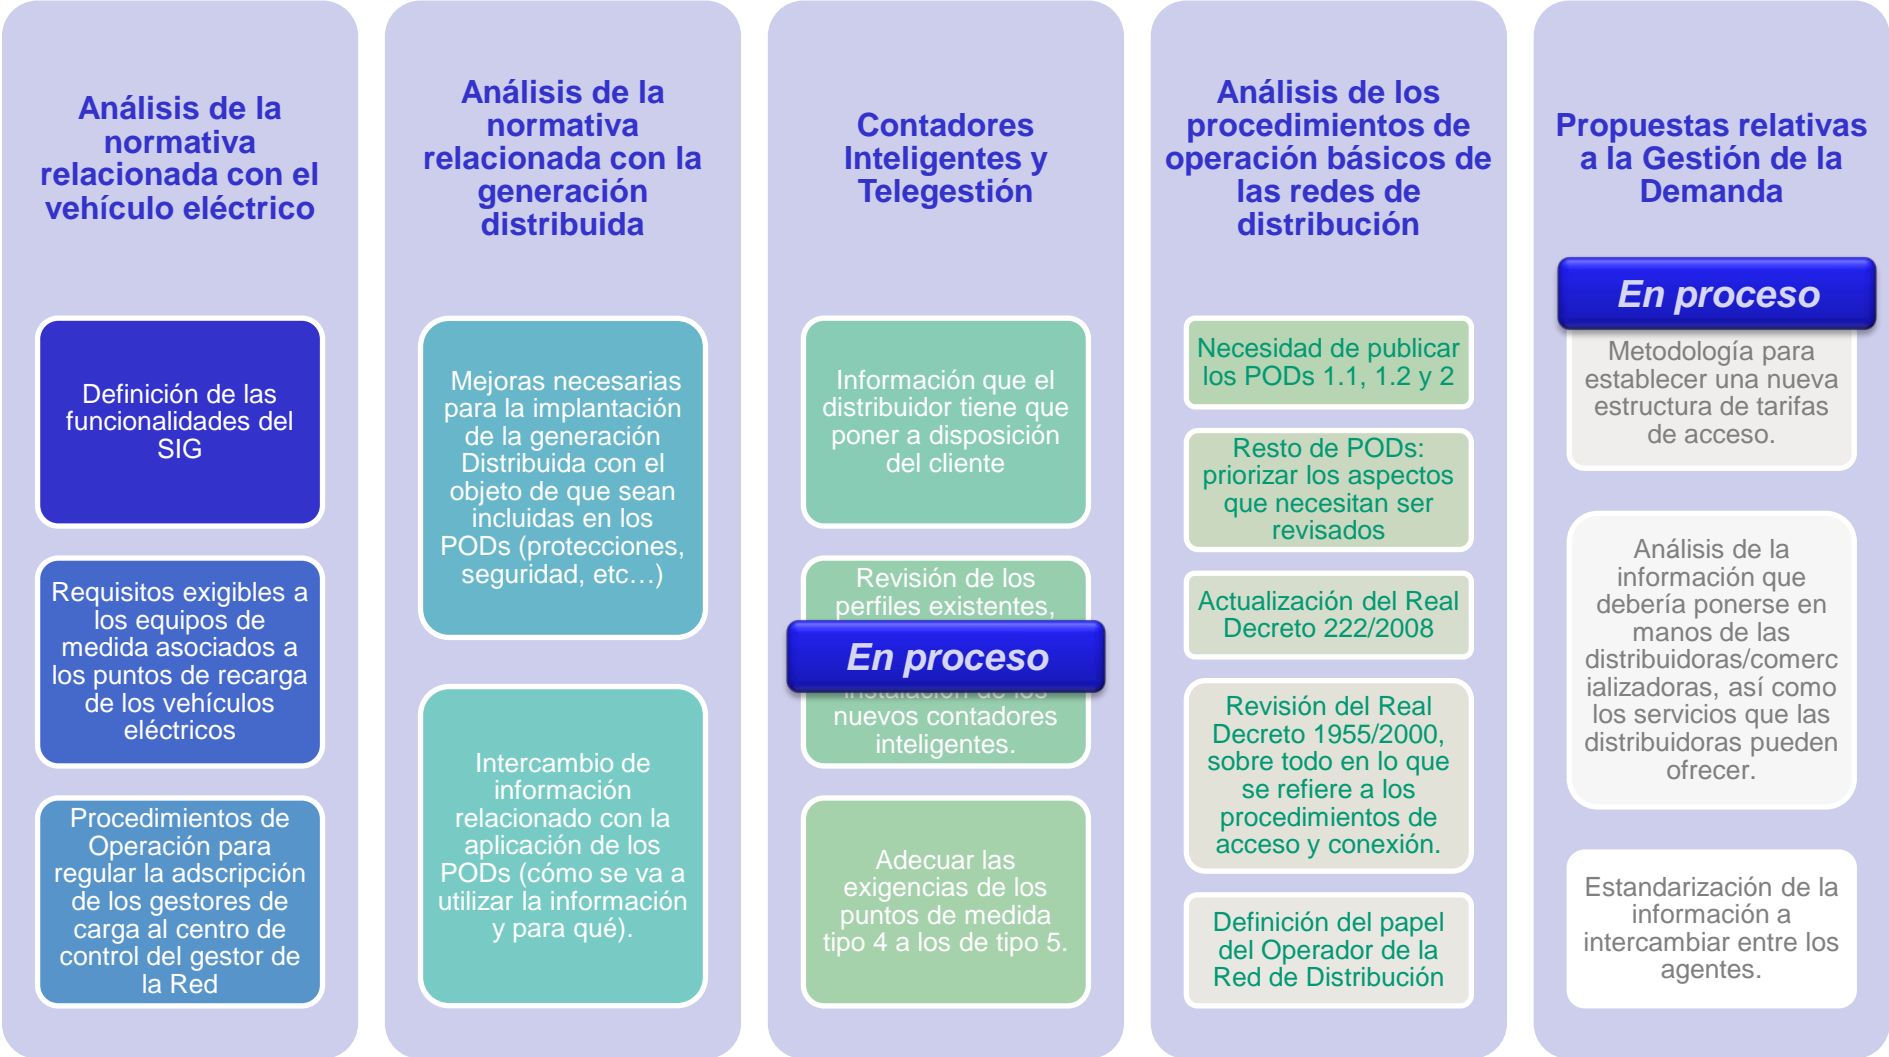 Análisis de la
normativa
relacionada con el
vehículo eléctrico
Definición de las
funcionalidades del
SIG
Requisitos exigibles a
los equipos de
medida asociados a
los puntos de recarga
de los vehículos
eléctricos
Procedimientos de
Operación para
regular la adscripción
de los gestores de
carga al centro de
control del gestor de
la Red
Análisis de la
normativa
relacionada con la
generación
distribuida
Mejoras necesarias
para la implantación
de la generación
Distribuida con el
objeto de que sean
incluidas en los
PODs (protecciones,
seguridad, etc…)
Intercambio de
información
relacionado con la
aplicación de los
PODs (cómo se va a
utilizar la información
y para qué).
Contadores
Inteligentes y
Telegestión
Información que el
distribuidor tiene que
poner a disposición
del cliente
Revisión de los
perfiles existentes,
En proceso
instalación de los
nuevos contadores
inteligentes.
Adecuar las
exigencias de los
puntos de medida
tipo 4 a los de tipo 5.
Análisis de los
procedimientos de
operación básicos de
las redes de
distribución
Necesidad de publicar
los PODs 1.1, 1.2 y 2
Resto de PODs:
priorizar los aspectos
que necesitan ser
revisados
Actualización del Real
Decreto 222/2008
Revisión del Real
Decreto 1955/2000,
sobre todo en lo que
se refiere a los
procedimientos de
acceso y conexión.
Definición del papel
del Operador de la
Red de Distribución
Propuestas relativas
a la Gestión de la
Demanda
En proceso
Metodología para
establecer una nueva
estructura de tarifas
de acceso.
Análisis de la
información que
debería ponerse en
manos de las
distribuidoras/comerc
ializadoras, así como
los servicios que las
distribuidoras pueden
ofrecer.
Estandarización de la
información a
intercambiar entre los
agentes.